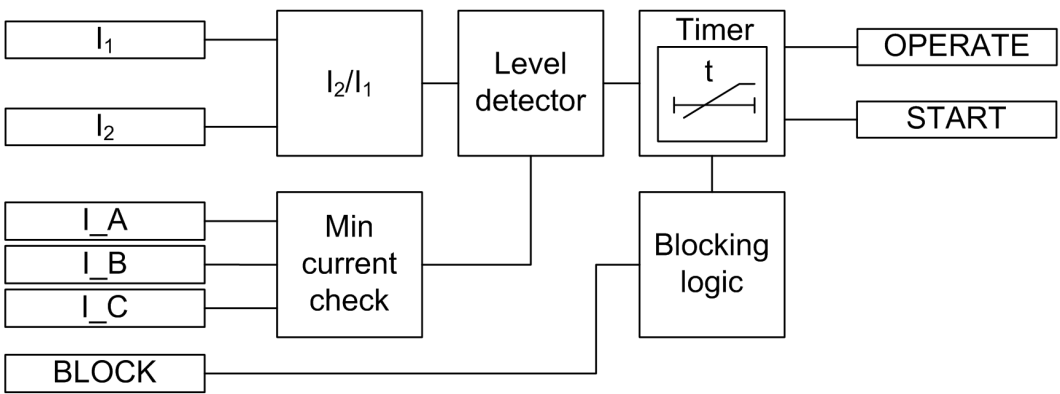 I₁
I₂
I₂/I₁
Level
detector
Timer
t
OPERATE
START
I_A
I_B
I_C
Min
current
check
Blocking
logic
BLOCK